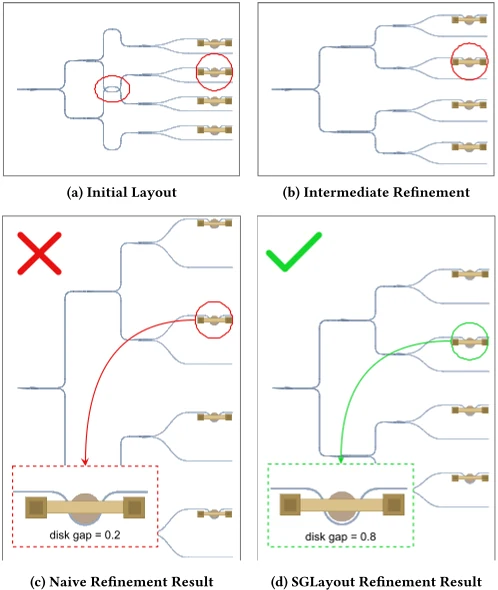 (a) Initial Layout
(b) Intermediate Refinement
disk gap = 0.2
disk gap = 0.8
(c) Naive Refinement Result
(d) SGLayout Refinement Result